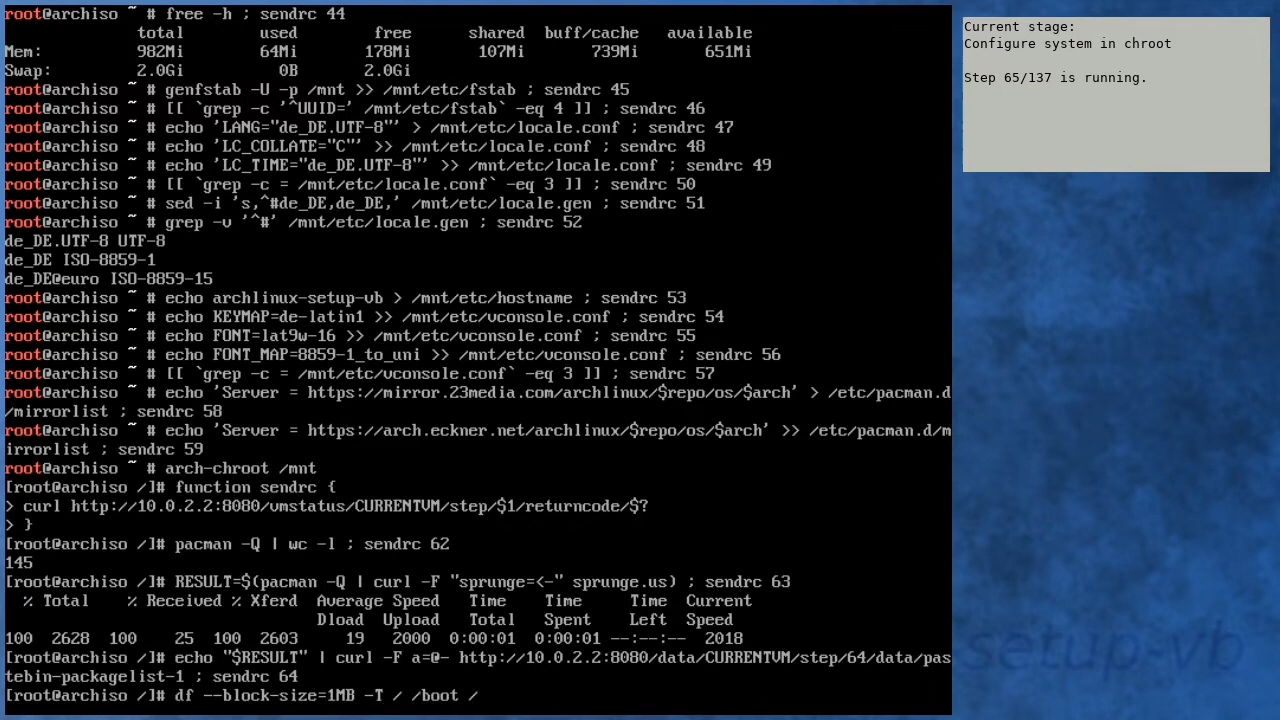 root@archiso ~ # free -h ; sendrc 44
              total        used        free      shared  buff/cache   available
Mem:          982Mi        64Mi       178Mi       107Mi       739Mi       651Mi
Swap:         2.0Gi          0B       2.0Gi
root@archiso ~ # genfstab -U -p /mnt >> /mnt/etc/fstab ; sendrc 45
root@archiso ~ # [[ `grep -c '^UUID=' /mnt/etc/fstab` -eq 4 ]] ; sendrc 46
root@archiso ~ # echo 'LANG="de_DE.UTF-8"' > /mnt/etc/locale.conf ; sendrc 47
root@archiso ~ # echo 'LC_COLLATE="C"' >> /mnt/etc/locale.conf ; sendrc 48
root@archiso ~ # echo 'LC_TIME="de_DE.UTF-8"' >> /mnt/etc/locale.conf ; sendrc 49
root@archiso ~ # [[ `grep -c = /mnt/etc/locale.conf` -eq 3 ]] ; sendrc 50
root@archiso ~ # sed -i 's,^#de_DE,de_DE,' /mnt/etc/locale.gen ; sendrc 51
root@archiso ~ # grep -v '^#' /mnt/etc/locale.gen ; sendrc 52
de_DE.UTF-8 UTF-8
de_DE ISO-8859-1
de_DE@euro ISO-8859-15
root@archiso ~ # echo archlinux-setup-vb > /mnt/etc/hostname ; sendrc 53
root@archiso ~ # echo KEYMAP=de-latin1 >> /mnt/etc/vconsole.conf ; sendrc 54
root@archiso ~ # echo FONT=lat9w-16 >> /mnt/etc/vconsole.conf ; sendrc 55
root@archiso ~ # echo FONT_MAP=8859-1_to_uni >> /mnt/etc/vconsole.conf ; sendrc 56
root@archiso ~ # [[ `grep -c = /mnt/etc/vconsole.conf` -eq 3 ]] ; sendrc 57
root@archiso ~ # echo 'Server = https://mirror.23media.com/archlinux/$repo/os/$arch' > /etc/pacman.d
/mirrorlist ; sendrc 58
root@archiso ~ # echo 'Server = https://arch.eckner.net/archlinux/$repo/os/$arch' >> /etc/pacman.d/m
irrorlist ; sendrc 59
root@archiso ~ # arch-chroot /mnt
[root@archiso /]# function sendrc {
> curl http://10.0.2.2:8080/vmstatus/CURRENTVM/step/$1/returncode/$?
> }
[root@archiso /]# pacman -Q | wc -l ; sendrc 62
145
[root@archiso /]# RESULT=$(pacman -Q | curl -F "sprunge=<-" sprunge.us) ; sendrc 63
  % Total    % Received % Xferd  Average Speed   Time    Time     Time  Current
                                 Dload  Upload   Total   Spent    Left  Speed
100  2628  100    25  100  2603     19   2000  0:00:01  0:00:01 --:--:--  2018
[root@archiso /]# echo "$RESULT" | curl -F a=@- http://10.0.2.2:8080/data/CURRENTVM/step/64/data/pas
tebin-packagelist-1 ; sendrc 64
[root@archiso /]# df --block-size=1MB -T / /boot /
Current stage:
Configure system in chroot
Step 65/137 is running.
setup-vb